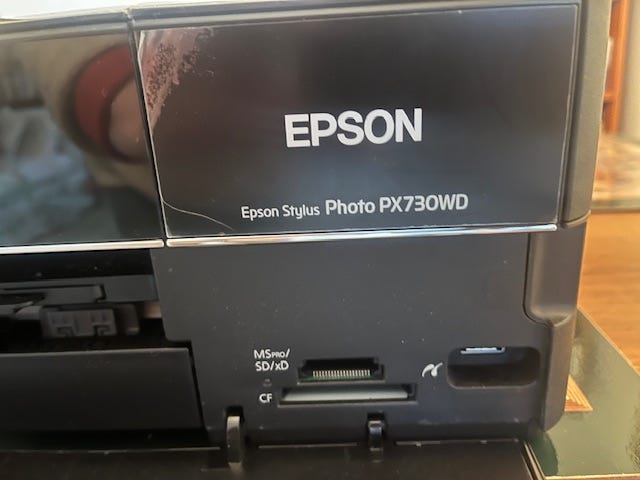 EPSON
Epson Stylus Photo PX730WD
MSPRO/
SD/xD
CF